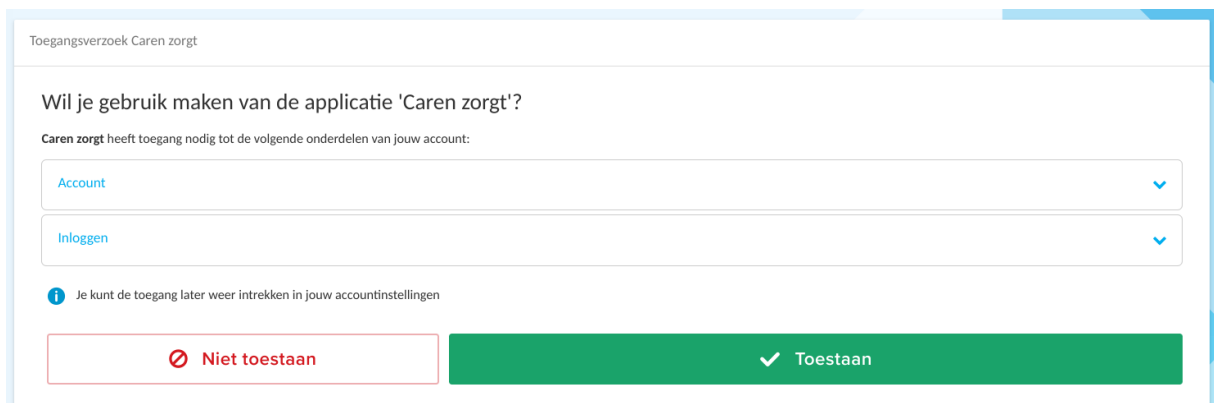 Toegangsverzoek Caren zorgt
Wil je gebruik maken van de applicatie 'Caren zorgt'?
Caren zorgt heeft toegang nodig tot de volgende onderdelen van jouw account:
Account
Inloggen
Je kunt de toegang later weer intrekken in jouw accountinstellingen
Niet toestaan
Toestaan